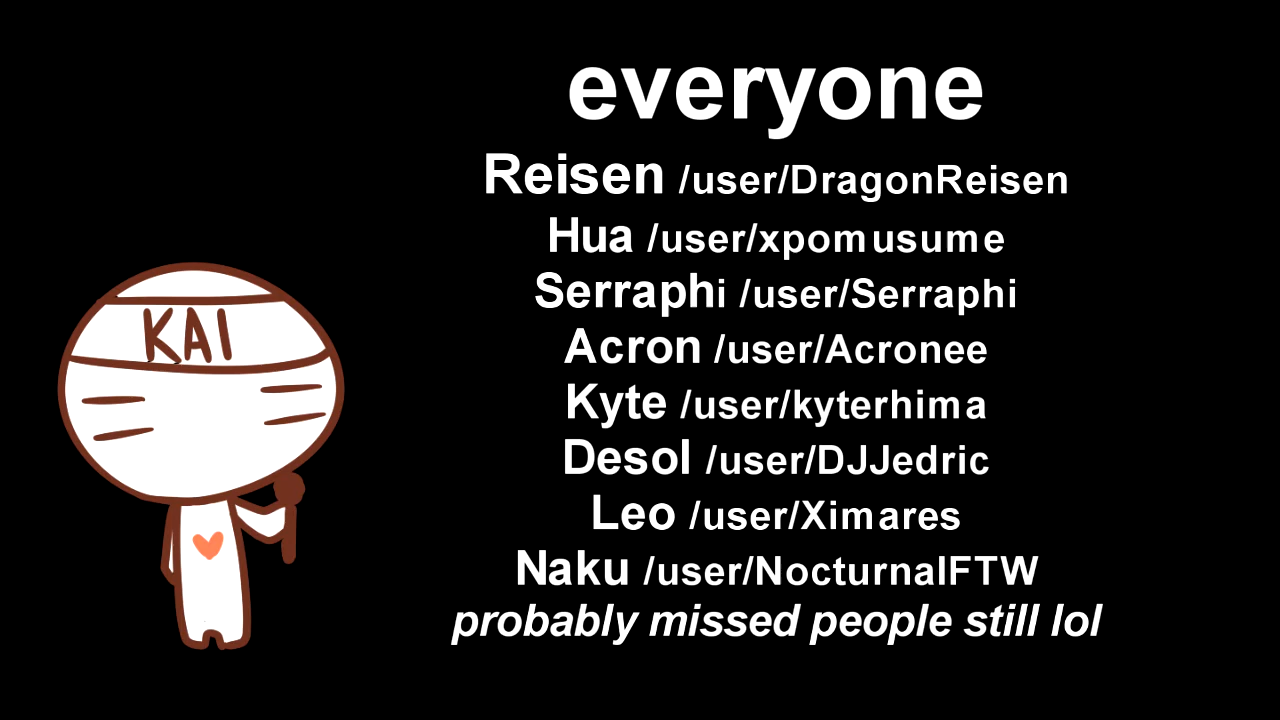 everyone
Reisen /user/DragonReisen
Hua /user/xpomusume
Serraphi /user/Serraphi
KAI
Acron /user/Acronee
Kyte /user/kyterhima
Desol /user/DJJedric
Leo /user/Ximares
Naku /user/NocturnalFTW
probably missed people still lol